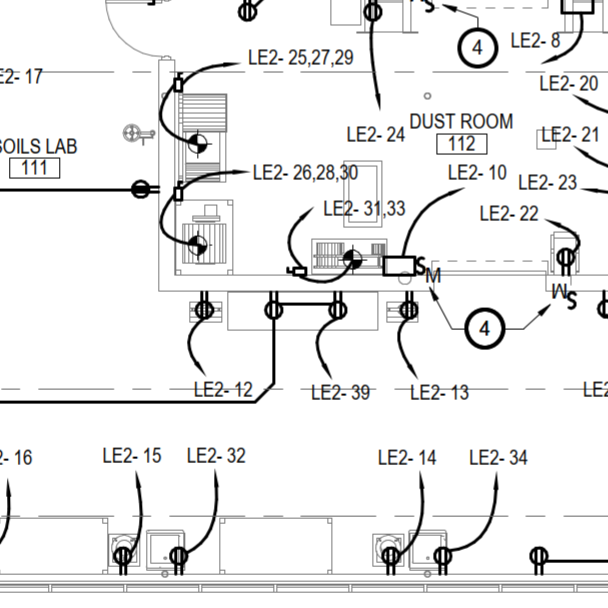 4
LE2- 8
LE2- 25,27,29
E2- 17
LE2- 20
DUST ROOM
112
LE2- 24
LE2- 21
SOILS LAB
111
LE2- 26,28,30
LE2- 10
LE2- 23
LE2- 31,33
LE2- 22
SM
SM
4
LE2- 12
LE2- 39
LE2- 13
LE2
2- 16
LE2- 15
LE2- 32
LE2- 14
LE2- 34